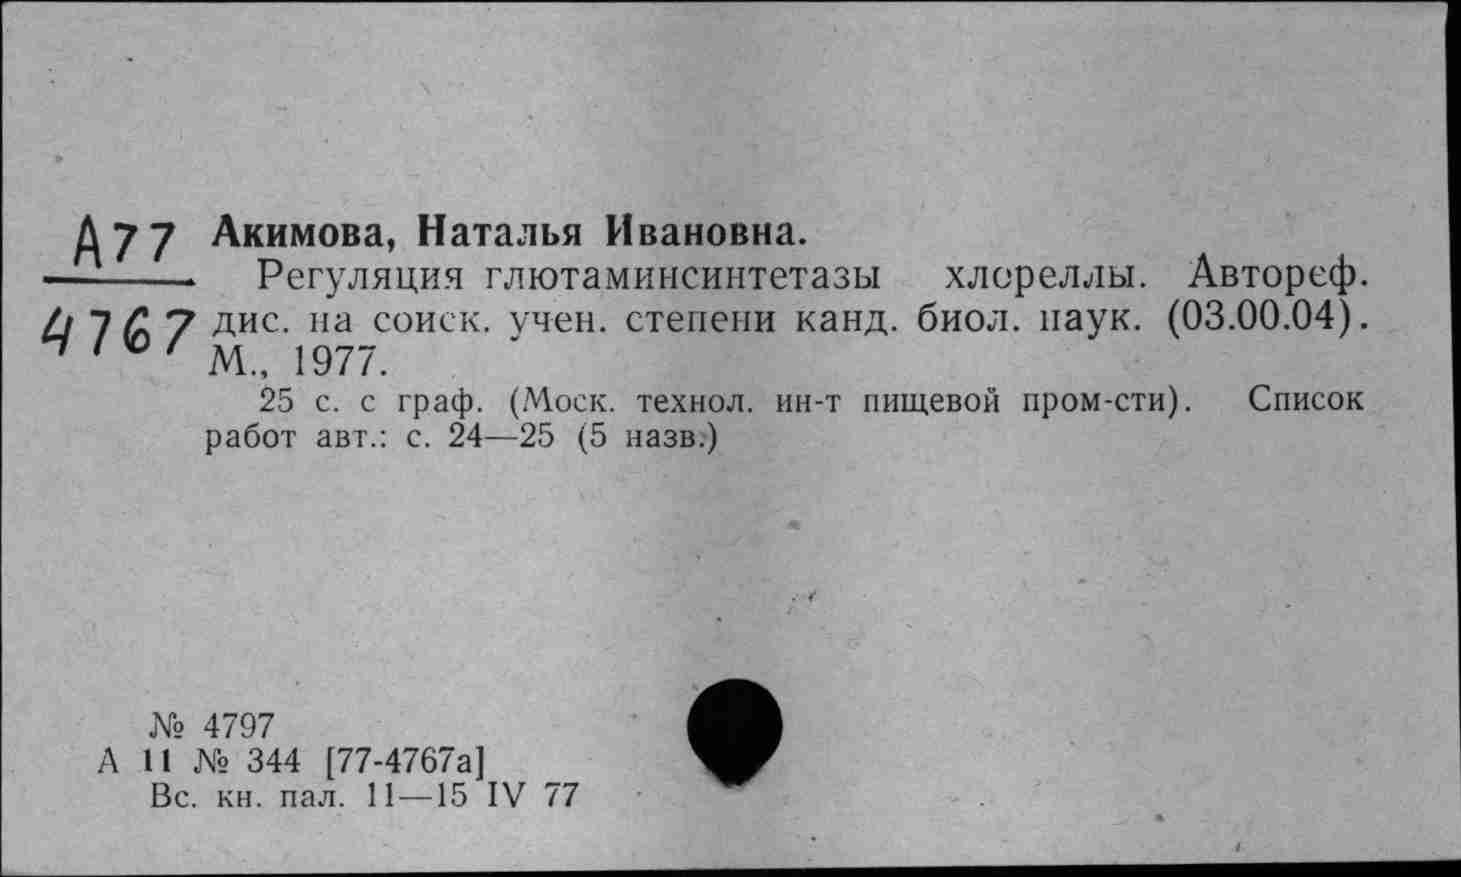 А77 Акимова, Наталья Ивановна.
Регуляция глютаминсинтетазы хлореллы. Автореф.
4767 дис. на соиск. учен. степени канд. биол. наук. (03.00.04).
М., 1977.
25 с. с граф. (Моск. технол. ин-т пищевой пром-сти). Список
работ авт.: с. 24—25 (5 назв.)
№ 4797
А 11 № 344 [77-4767а]
Вс. кн. пал. 11—15 IV 77